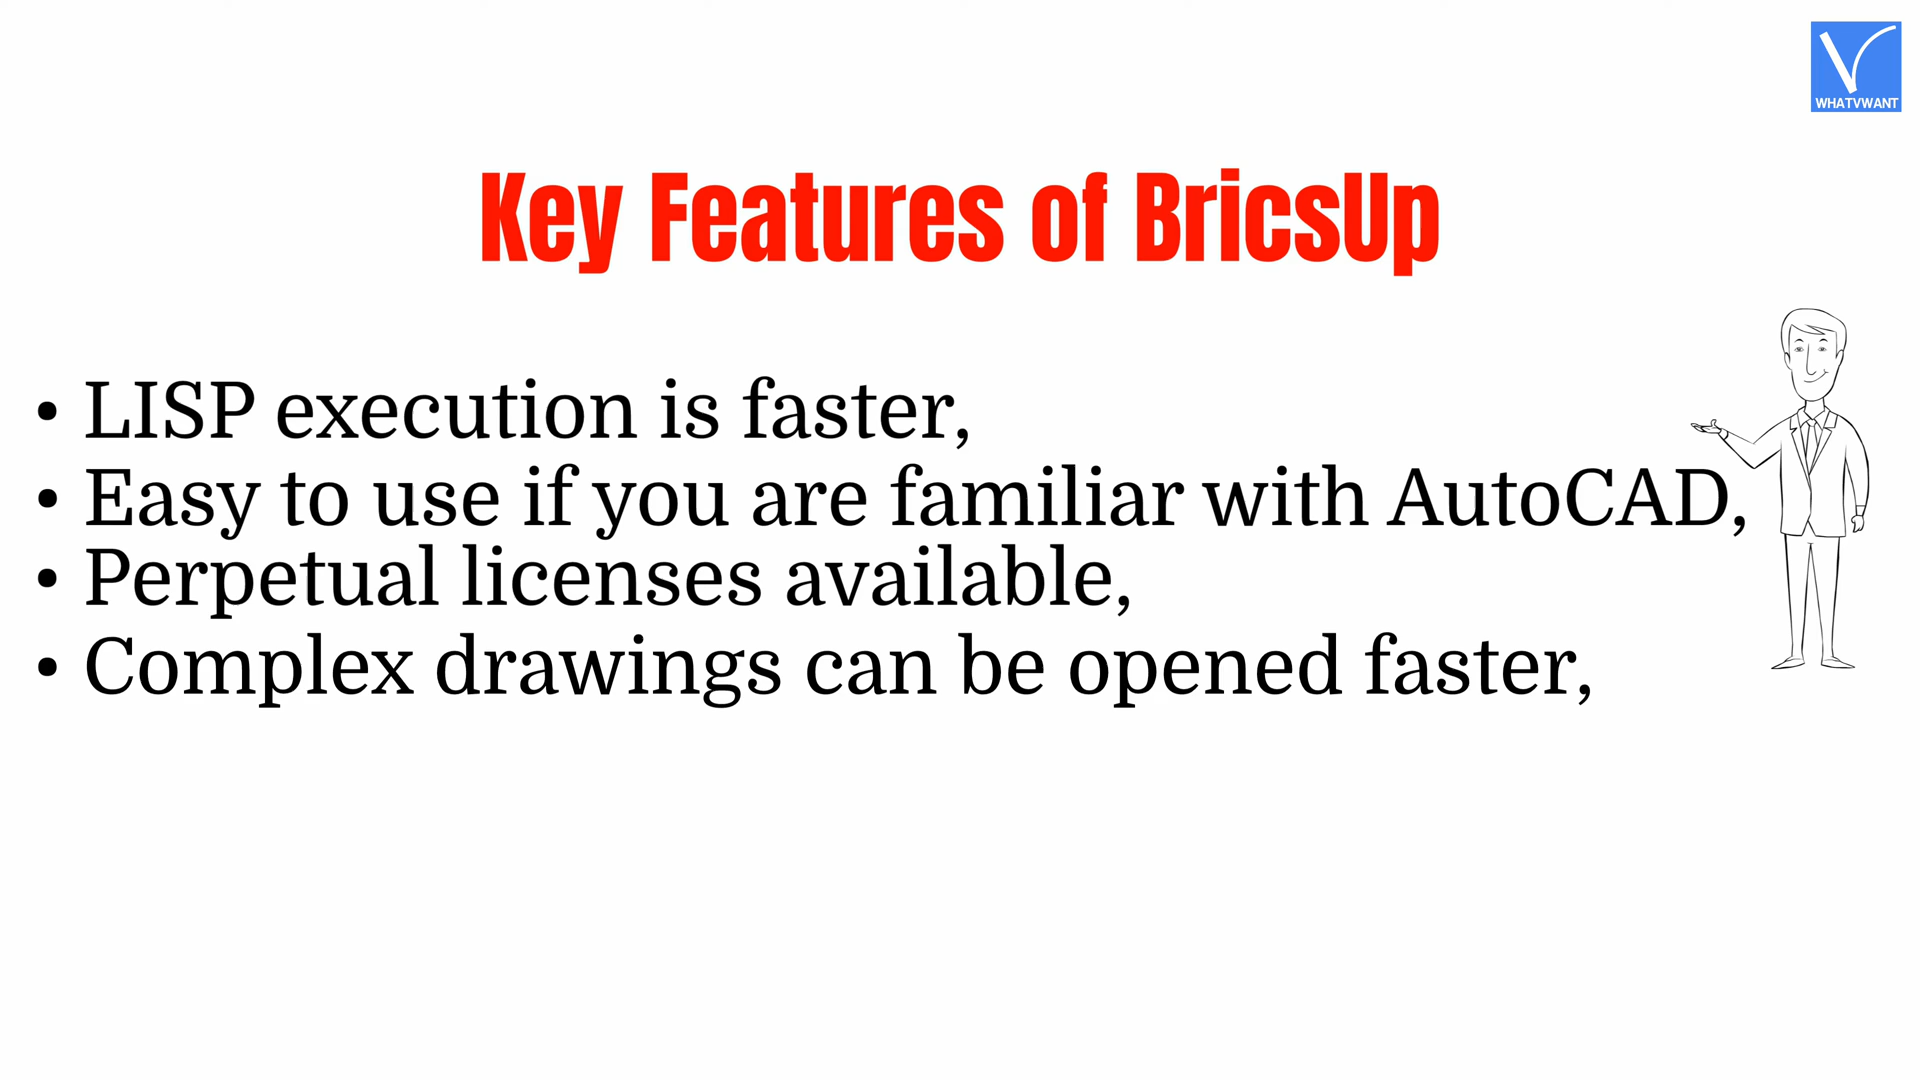 WHATVWANT
Key Features of BricsUp
• LISP execution is faster,
• Easy to use if you are familiar with AutoCAD,
• Perpetual licenses available,
• Complex drawings can be opened faster,